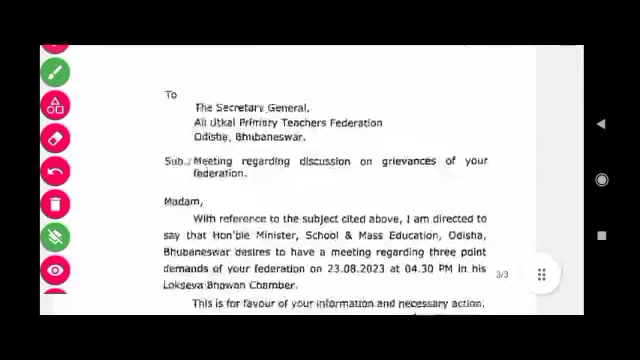 To
The Secretary General,
All Utkal Primary Teachers Federation
Odisha, Bhubaneswar.
Sub./Meeting regarding discussion on grievances of your
federation.
Madam,
With reference to the subject cited above, I am directed to
say that Hon'ble Minister, School & Mass Education, Odisha,
Bhubaneswar desires to have a meeting regarding three point
demands of your federation on 23.08.2023 at 04.30 PM in his
Lokseva Bhawan Chamber.
This is for favour of your information and necessary action.
3/3